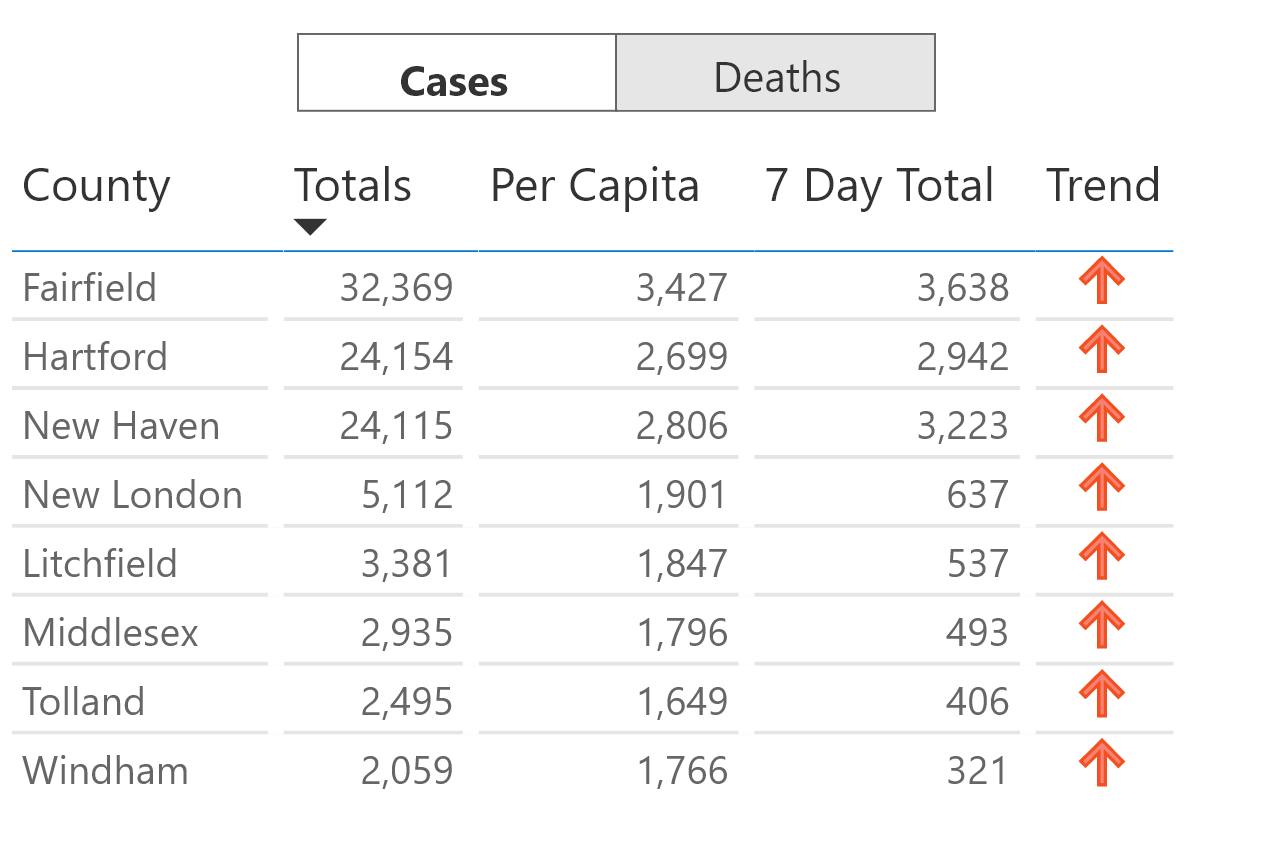 Cases Deaths
County Totals Per Capita 7 Day Total Trend
Fairfield 32,369 3,427 3,638
Hartford 24,154 2,699 2,942
New Haven 24,115 2,806 3,223
New London 5,112 1,901 637
Litchfield 3,381 1,847 537
Middlesex 2,935 1,796 493
Tolland 2,495 1,649 406
Windham 2,059 1,766 321